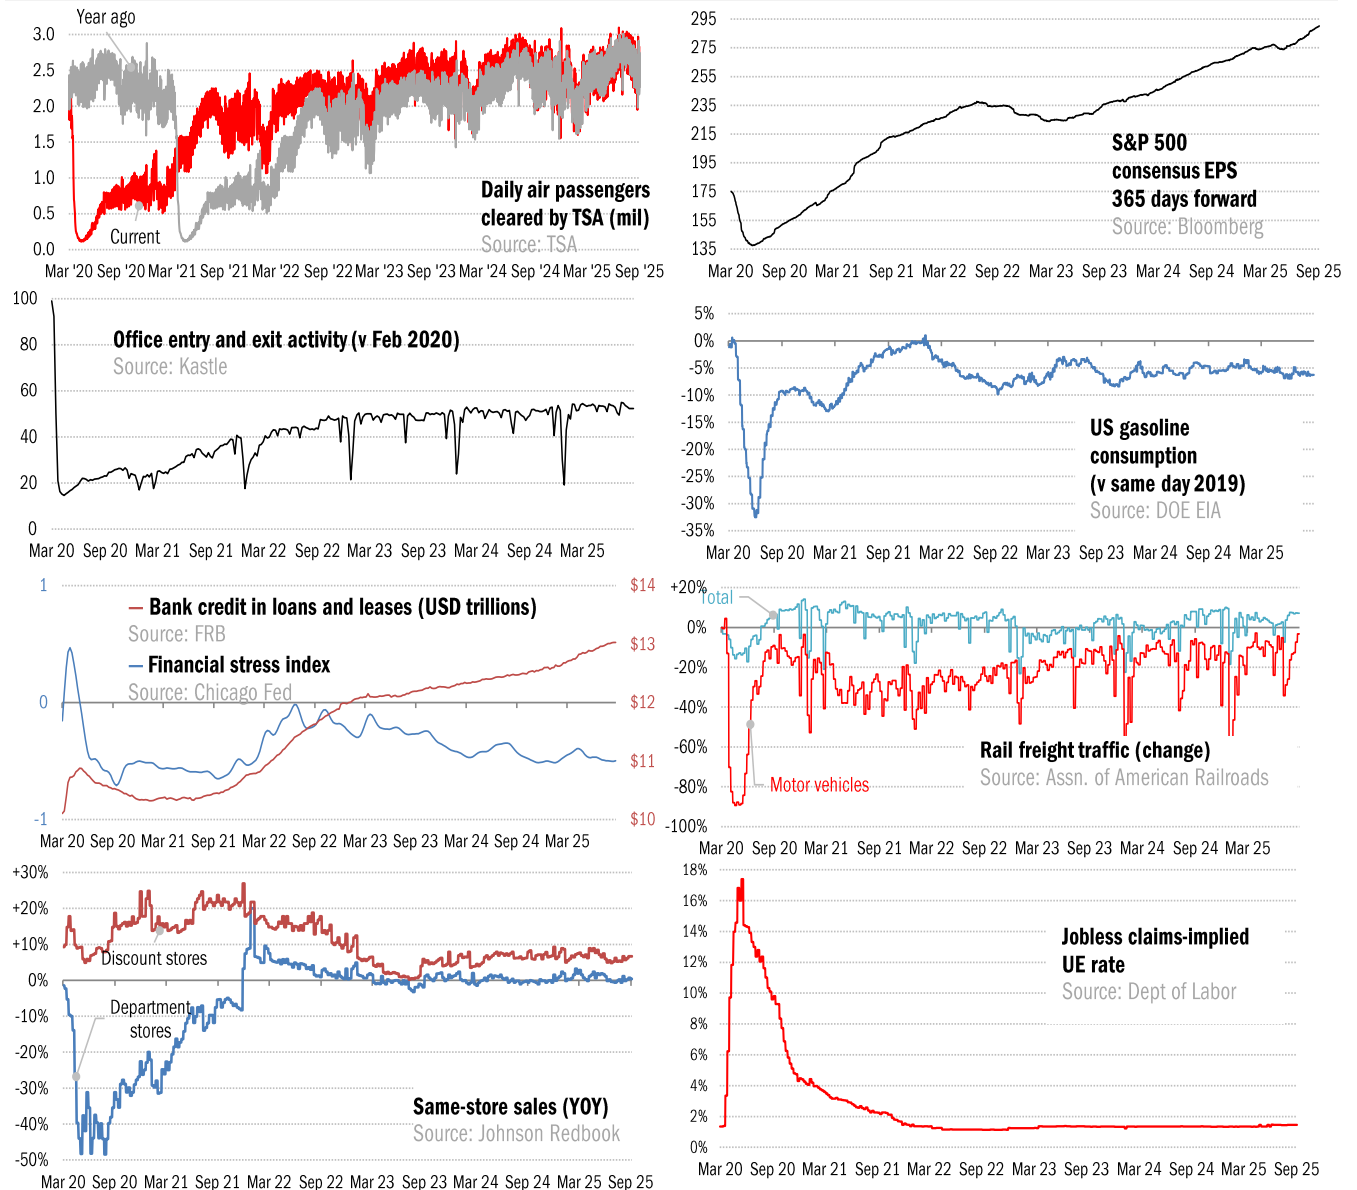 Year ago
3.0
2.5
2.0
1.5
1.0
0.5
0.0
Current
Daily air passengers
cleared by TSA (mil)
Source: TSA
Mar '20 Sep '20 Mar '21 Sep '21 Mar '22 Sep '22 Mar '23 Sep '23 Mar '24 Sep '24 Mar '25 Sep '25
295
275
255
235
215
195
175
155
135
S&P 500
consensus EPS
365 days forward
Source: Bloomberg
Mar 20 Sep 20 Mar 21 Sep 21 Mar 22 Sep 22 Mar 23 Sep 23 Mar 24 Sep 24 Mar 25 Sep 25
100
80
60
40
20
0
Office entry and exit activity (v Feb 2020)
Source: Kastle
Mar 20 Sep 20 Mar 21 Sep 21 Mar 22 Sep 22 Mar 23 Sep 23 Mar 24 Sep 24 Mar 25
5%
0%
-5%
-10%
-15%
-20%
-25%
-30%
-35%
US gasoline
consumption
(v same day 2019)
Source: DOE EIA
Mar 20 Sep 20 Mar 21 Sep 21 Mar 22 Sep 22 Mar 23 Sep 23 Mar 24 Sep 24 Mar 25
1
0
-1
Bank credit in loans and leases (USD trillions)
Source: FRB
Financial stress index
Source: Chicago Fed
$14
$13
$12
$11
$10
Mar 20 Sep 20 Mar 21 Sep 21 Mar 22 Sep 22 Mar 23 Sep 23 Mar 24 Sep 24 Mar 25
+20%
0%
-20%
-40%
-60%
-80%
-100%
Total
Motor vehicles
Rail freight traffic (change)
Source: Assn. of American Railroads
Mar 20 Sep 20 Mar 21 Sep 21 Mar 22 Sep 22 Mar 23 Sep 23 Mar 24 Sep 24 Mar 25
+30%
+20%
+10%
0%
-10%
-20%
-30%
-40%
-50%
Discount stores
Department
stores
Same-store sales (YOY)
Source: Johnson Redbook
Mar 20 Sep 20 Mar 21 Sep 21 Mar 22 Sep 22 Mar 23 Sep 23 Mar 24 Sep 24 Mar 25 Sep 25
18%
16%
14%
12%
10%
8%
6%
4%
2%
0%
Jobless claims-implied
UE rate
Source: Dept of Labor
Mar 20 Sep 20 Mar 21 Sep 21 Mar 22 Sep 22 Mar 23 Sep 23 Mar 24 Sep 24 Mar 25 Sep 25